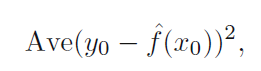 Ave(y₀ − f̂(x₀))²,